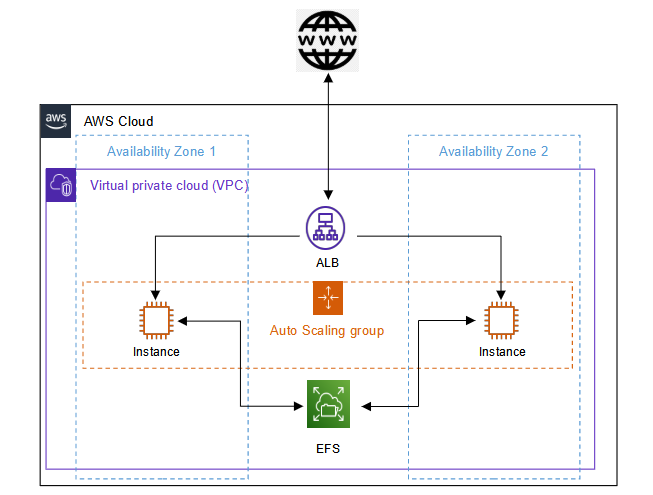 WWW
aws
AWS Cloud
Availability Zone 1
Availability Zone 2
Virtual private cloud (VPC)
ALB
Auto Scaling group
Instance
Instance
EFS